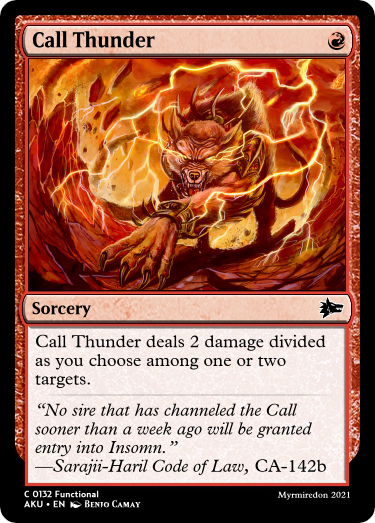 Call Thunder
Sorcery
Call Thunder deals 2 damage divided
as you choose among one or two
targets.
“No sire that has channeled the Call
sooner than a week ago will be granted
entry into Insomn.”
—Sarajii-Haril Code of Law, CA-142b
C 0132 Functional
AKU • EN Bento Camay
Myrmiredon 2021